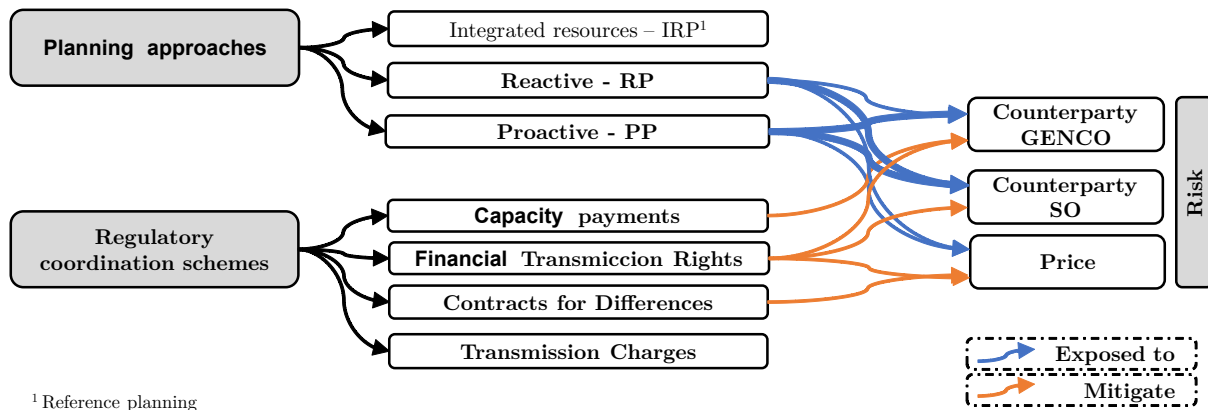 Planning approaches
Integrated resources – IRP¹
Reactive - RP
Proactive - PP
Regulatory
coordination schemes
Capacity payments
Financial Transmiccion Rights
Contracts for Differences
Transmission Charges
Counterparty
GENCO
Counterparty
SO
Price
Risk
Exposed to
Mitigate
¹ Reference planning